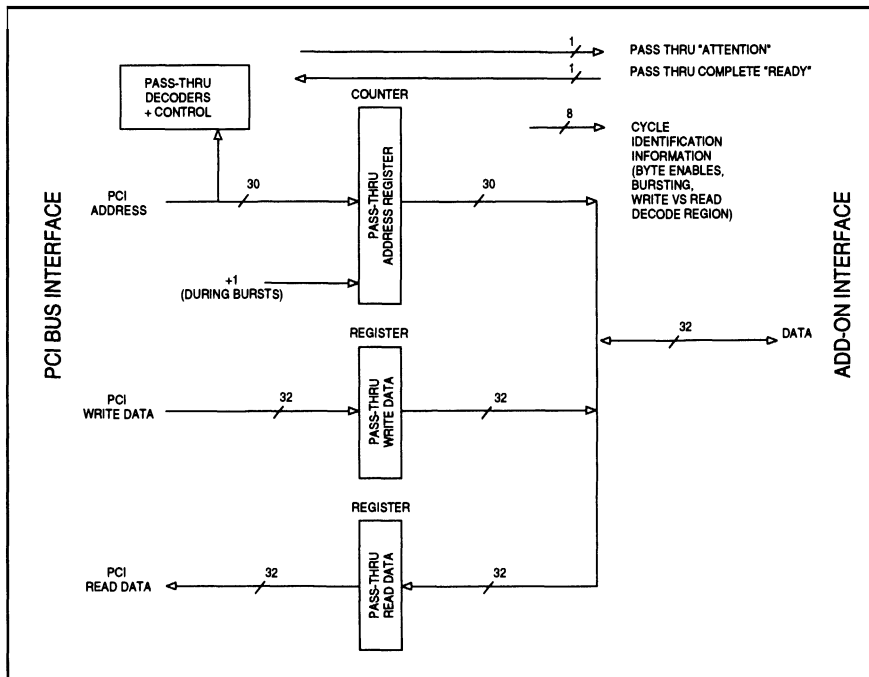 1
PASS THRU "ATTENTION"
1
PASS THRU COMPLETE "READY"
PASS-THRU
DECODERS
+ CONTROL
COUNTER
8
CYCLE
IDENTIFICATION
INFORMATION
(BYTE ENABLES,
BURSTING,
WRITE VS READ
DECODE REGION)
PCI
ADDRESS
30
PASS-THRU
ADDRESS REGISTER
30
+1
(DURING BURSTS)
PCI BUS INTERFACE
ADD-ON INTERFACE
32
DATA
REGISTER
PCI
WRITE DATA
32
PASS-THRU
WRITE DATA
32
REGISTER
PCI
READ DATA
32
PASS-THRU
READ DATA
32